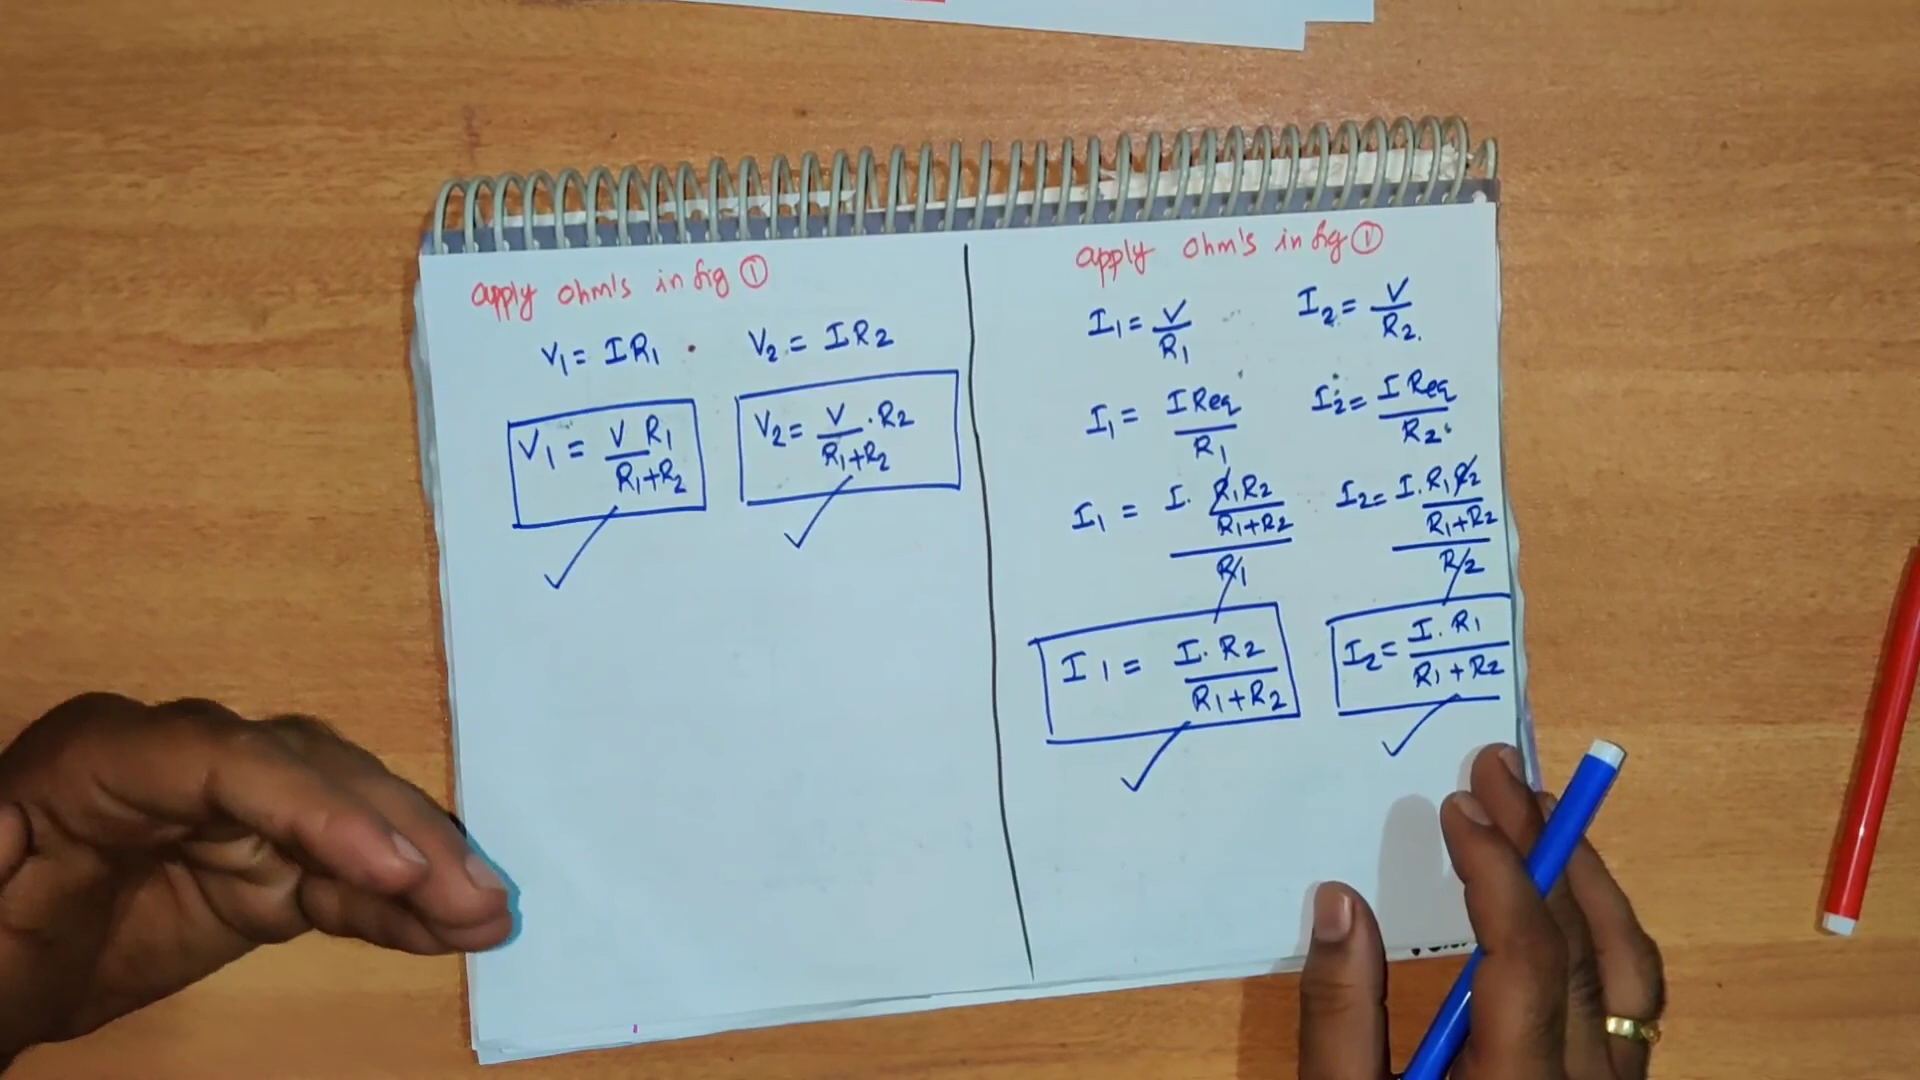 apply ohm's in fig ①
V₁ = IR₁ V₂ = IR₂
V₁ = V R₁ / R₁+R₂ V₂ = V / R₁+R₂ . R₂
apply ohm's in fig ①
I₁ = V / R₁ I₂ = V / R₂
I₁ = I Req / R₁ I₂ = I Req / R₂
I₁ = I. R₁R₂ / R₁+R₂ / R₁ I₂ = I. R₁R₂ / R₁+R₂ / R₂
I₁ = I. R₂ / R₁+R₂ I₂ = I. R₁ / R₁+R₂